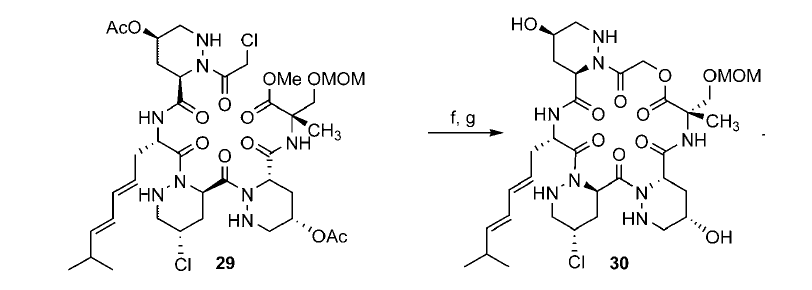 AcO
NH
Cl
N
O
O
OMe
OMOM
O
CH3
NH
HN
O
O
O
N
N
HN
HN
OAc
Cl
29
f, g
HO
NH
N
O
O
O
OMOM
O
CH3
NH
HN
O
O
O
N
N
HN
HN
OH
Cl
30
.